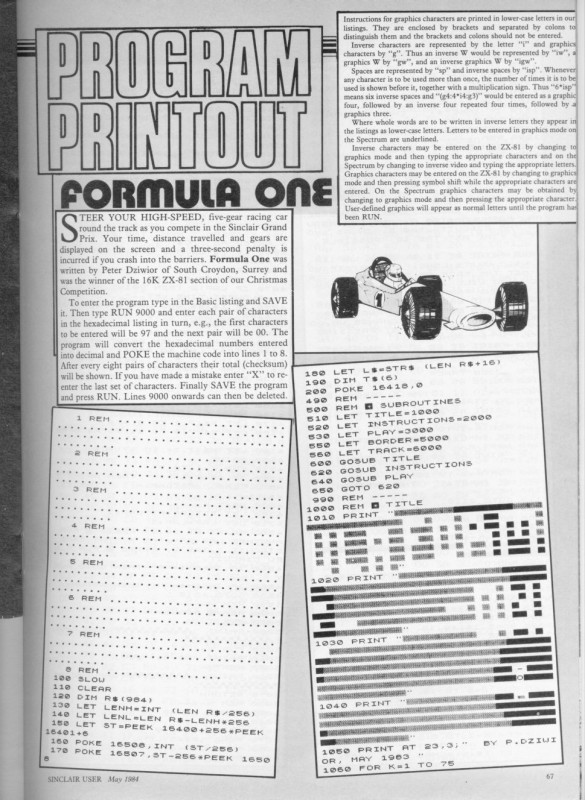 PROGRAM
PRINTOUT
FORMULA ONE
Instructions for graphics characters are printed in lower-case letters in our
listings. They are enclosed by brackets and separated by colons to
distinguish them and the brackets and colons should not be entered.
Inverse characters are represented by the letter "i" and graphics
characters by "g". Thus an inverse W would be represented by "iw", a
graphics W by "gw", and an inverse graphics W by "igw".
Spaces are represented by "sp" and inverse spaces by "isp". Whenever
any character is to be used more than once, the number of times it is to be
used is shown before it, together with a multiplication sign. Thus "6*isp"
means six inverse spaces and "(g4:4*i4:g3)" would be entered as a graphic
four, followed by an inverse four repeated four times, followed by a
graphics three.
Where whole words are to be written in inverse letters they appear in
the listings as lower-case letters. Letters to be entered in graphics mode on
the Spectrum are underlined.
Inverse characters may be entered on the ZX-81 by changing to
graphics mode and then typing the appropriate characters and on the
Spectrum by changing to inverse video and typing the appropriate letters.
Graphics characters may be entered on the ZX-81 by changing to graphics
mode and then pressing symbol shift while the appropriate characters are
entered. On the Spectrum graphics characters may be obtained by
changing to graphics mode and then pressing the appropriate character.
User-defined graphics will appear as normal letters until the program has
been RUN.
STEER YOUR HIGH-SPEED, five-gear racing car
round the track as you compete in the Sinclair Grand
Prix. Your time, distance travelled and gears are
displayed on the screen and a three-second penalty is
incurred if you crash into the barriers. Formula One was
written by Peter Dziwior of South Croydon, Surrey and
was the winner of the 16K ZX-81 section of our Christmas
Competition.
To enter the program type in the Basic listing and SAVE
it. Then type RUN 9000 and enter each pair of characters
in the hexadecimal listing in turn, e.g., the first characters
to be entered will be 97 and the next pair will be 00. The
program will convert the hexadecimal numbers entered
into decimal and POKE the machine code into lines 1 to 8.
After every eight pairs of characters their total (checksum)
will be shown. If you have made a mistake enter "X" to re-
enter the last set of characters. Finally SAVE the program
and press RUN. Lines 9000 onwards can then be deleted.
1
1 REM
2 REM
3 REM
4 REM
5 REM
6 REM
7 REM
8 REM
100 SLOW
110 CLEAR
120 DIM R$(984)
130 LET LENH=INT (LEN R$/256)
140 LET LENL=LEN R$-LENH*256
150 LET ST=PEEK 16400+256*PEEK
16401+6
160 POKE 16508,INT (ST/256)
170 POKE 16507,ST-256*PEEK 1650
8
180 LET L$=STR$ (LEN R$+16)
190 DIM T$(6)
200 POKE 16418,0
490 REM -----
500 REM SUBROUTINES
510 LET TITLE=1000
520 LET INSTRUCTIONS=2000
530 LET PLAY=3000
550 LET BORDER=5000
560 LET TRACK=6000
600 GOSUB TITLE
620 GOSUB INSTRUCTIONS
640 GOSUB PLAY
650 GOTO 620
990 REM -----
1000 REM TITLE
1010 PRINT "
1020 PRINT "
1030 PRINT "
1040 PRINT "
1050 PRINT AT 23,3;" BY P.DZIWI
OR, MAY 1983 "
1060 FOR K=1 TO 75
SINCLAIR USER May 1984
67